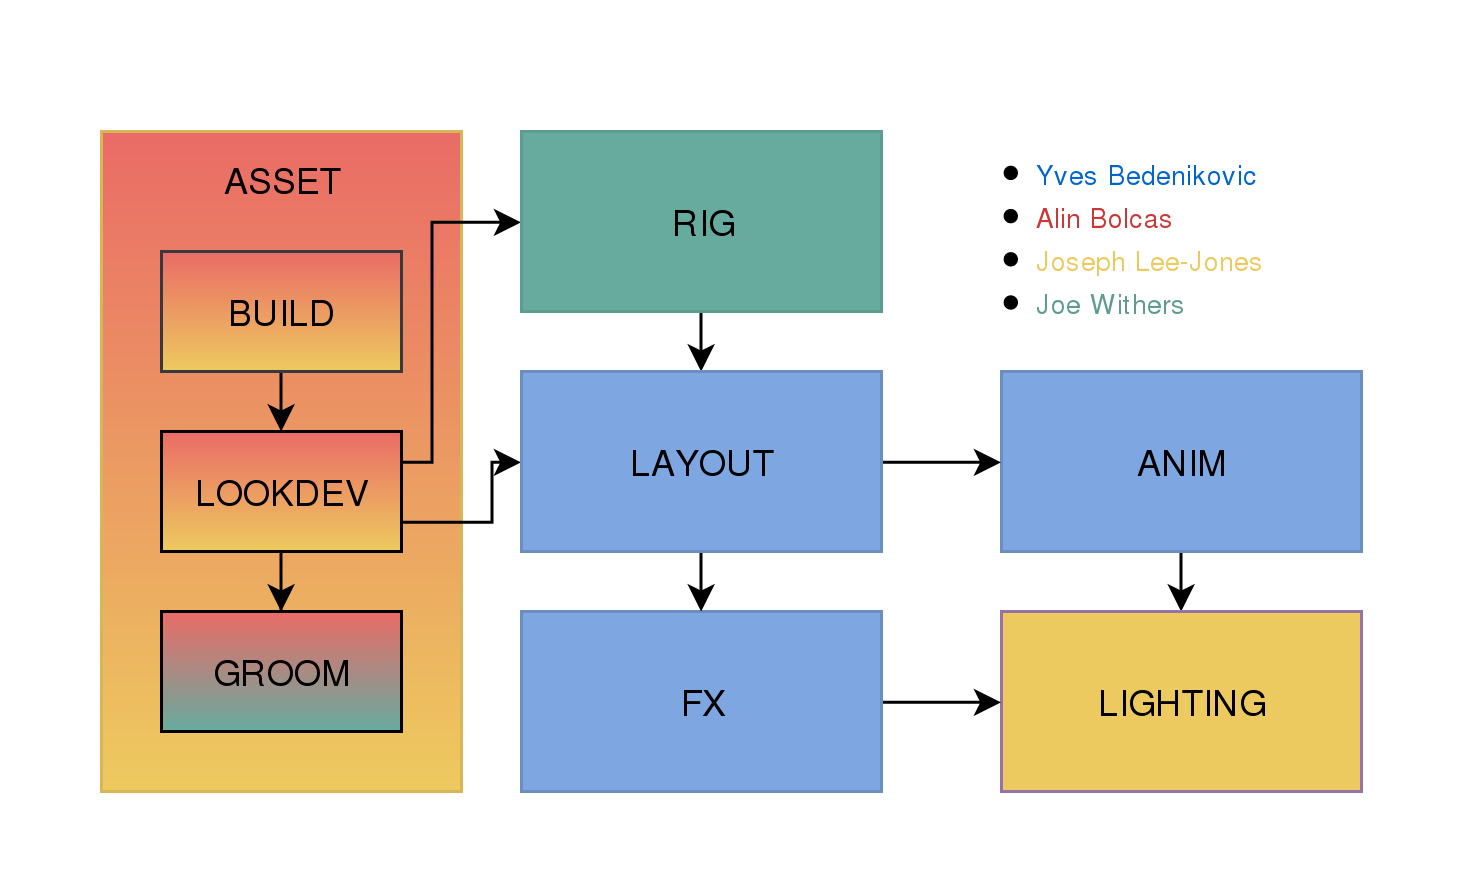 ASSET
BUILD
LOOKDEV
GROOM
RIG
LAYOUT
FX
Yves Bedenikovic
Alin Bolcas
Joseph Lee-Jones
Joe Withers
ANIM
LIGHTING